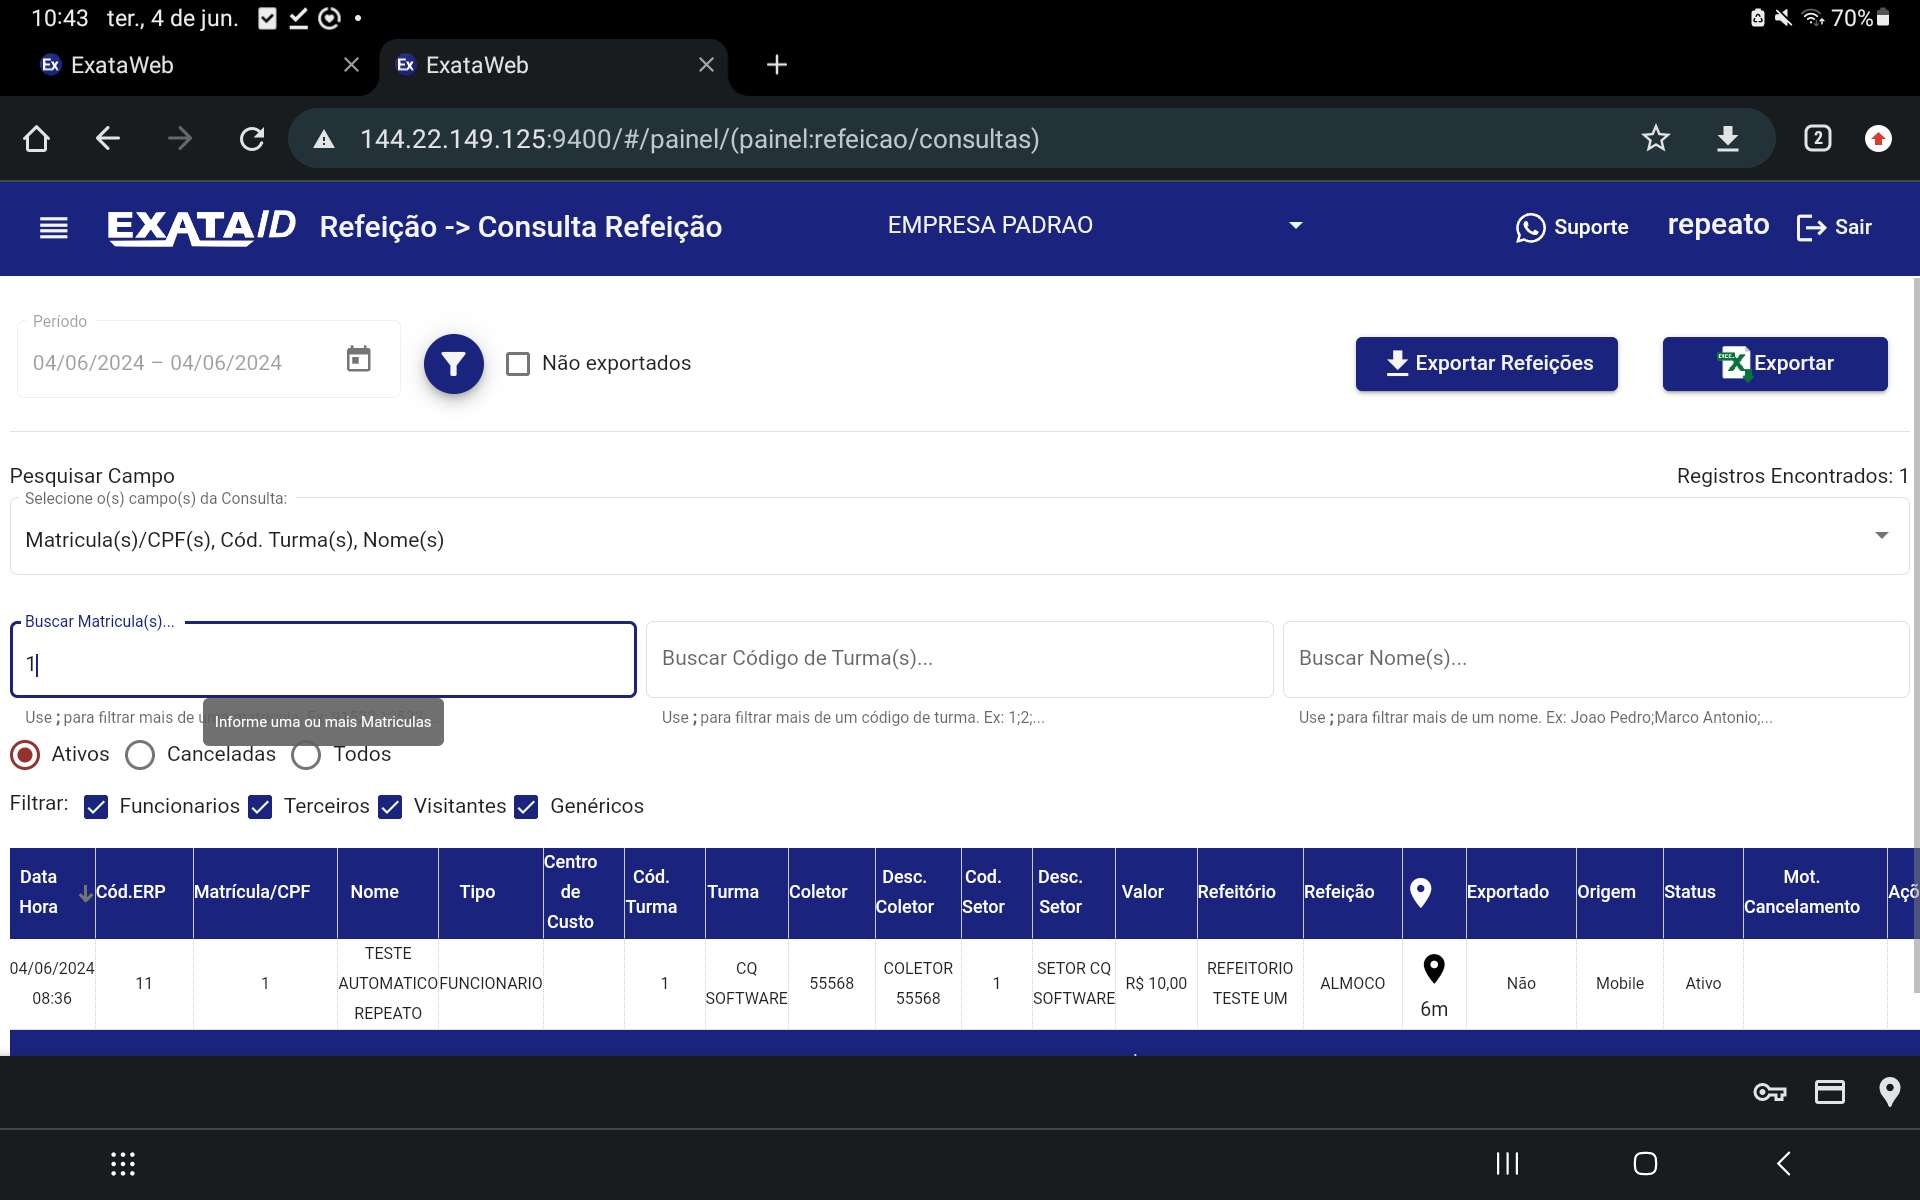 10:43 ter., 4 de jun. 70%
ExataWeb ExataWeb
144.22.149.125:9400/#/painel/(painel:refeicao/consultas) 2
EXATA/D Refeição -> Consulta Refeição EMPRESA PADRAO Suporte repeato Sair
Período
04/06/2024 – 04/06/2024 Não exportados Exportar Refeições Exportar
Pesquisar Campo Registros Encontrados: 1
Selecione o(s) campo(s) da Consulta:
Matricula(s)/CPF(s), Cód. Turma(s), Nome(s)
Buscar Matricula(s)...
1 Buscar Código de Turma(s)... Buscar Nome(s)...
Use ; para filtrar mais de Informe uma ou mais Matriculas Use ; para filtrar mais de um código de turma. Ex: 1;2;... Use ; para filtrar mais de um nome. Ex: Joao Pedro;Marco Antonio;...
Ativos Canceladas Todos
Filtrar: Funcionarios Terceiros Visitantes Genéricos
Data Hora Cód.ERP Matrícula/CPF Nome Tipo Centro de Custo Cód. Turma Turma Coletor Desc. Coletor Cod. Setor Desc. Setor Valor Refeitório Refeição Exportado Origem Status Mot. Cancelamento Açõ
04/06/2024 08:36 11 1 TESTE AUTOMATICO REPEATO FUNCIONARIO 1 CQ SOFTWARE 55568 COLETOR 55568 1 SETOR CQ SOFTWARE R$ 10,00 REFEITORIO TESTE UM ALMOCO 6m Não Mobile Ativo